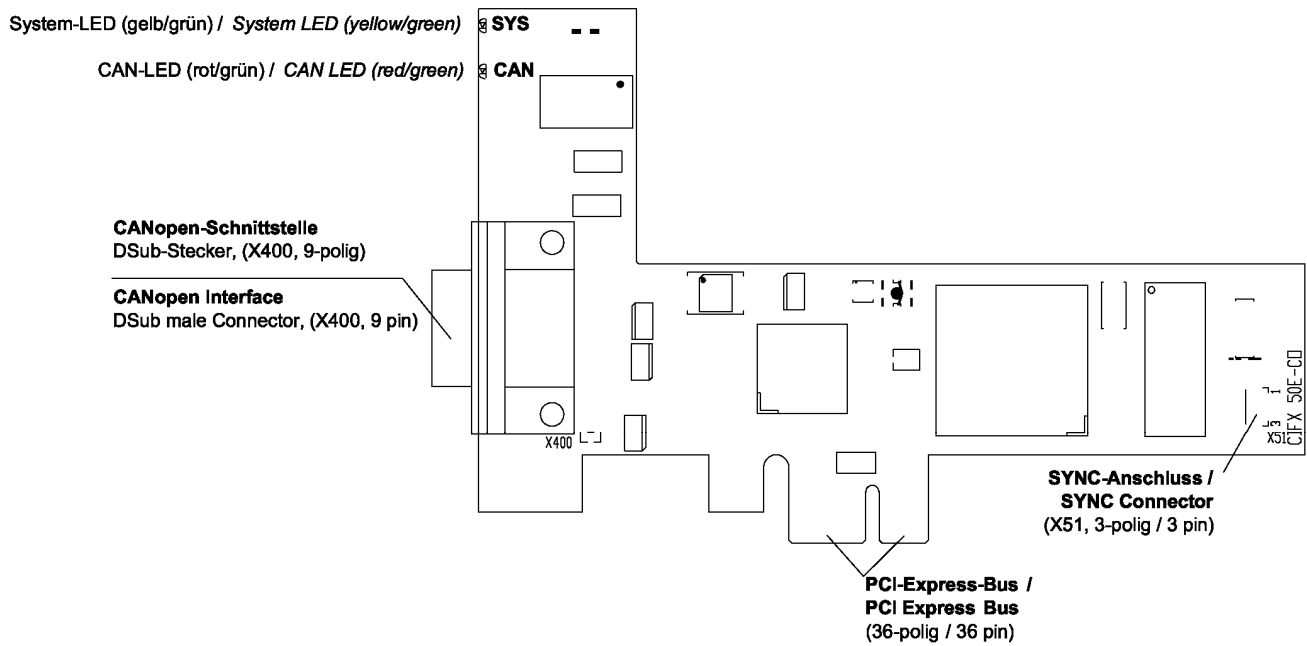 System-LED (gelb/grün) / System LED (yellow/green)
SYS
CAN-LED (rot/grün) / CAN LED (red/green)
CAN
CANopen-Schnittstelle
DSub-Stecker, (X400, 9-polig)
CANopen Interface
DSub male Connector, (X400, 9 pin)
X400
1
3
X51
CIFX 50E-CO
SYNC-Anschluss /
SYNC Connector
(X51, 3-polig / 3 pin)
PCI-Express-Bus /
PCI Express Bus
(36-polig / 36 pin)